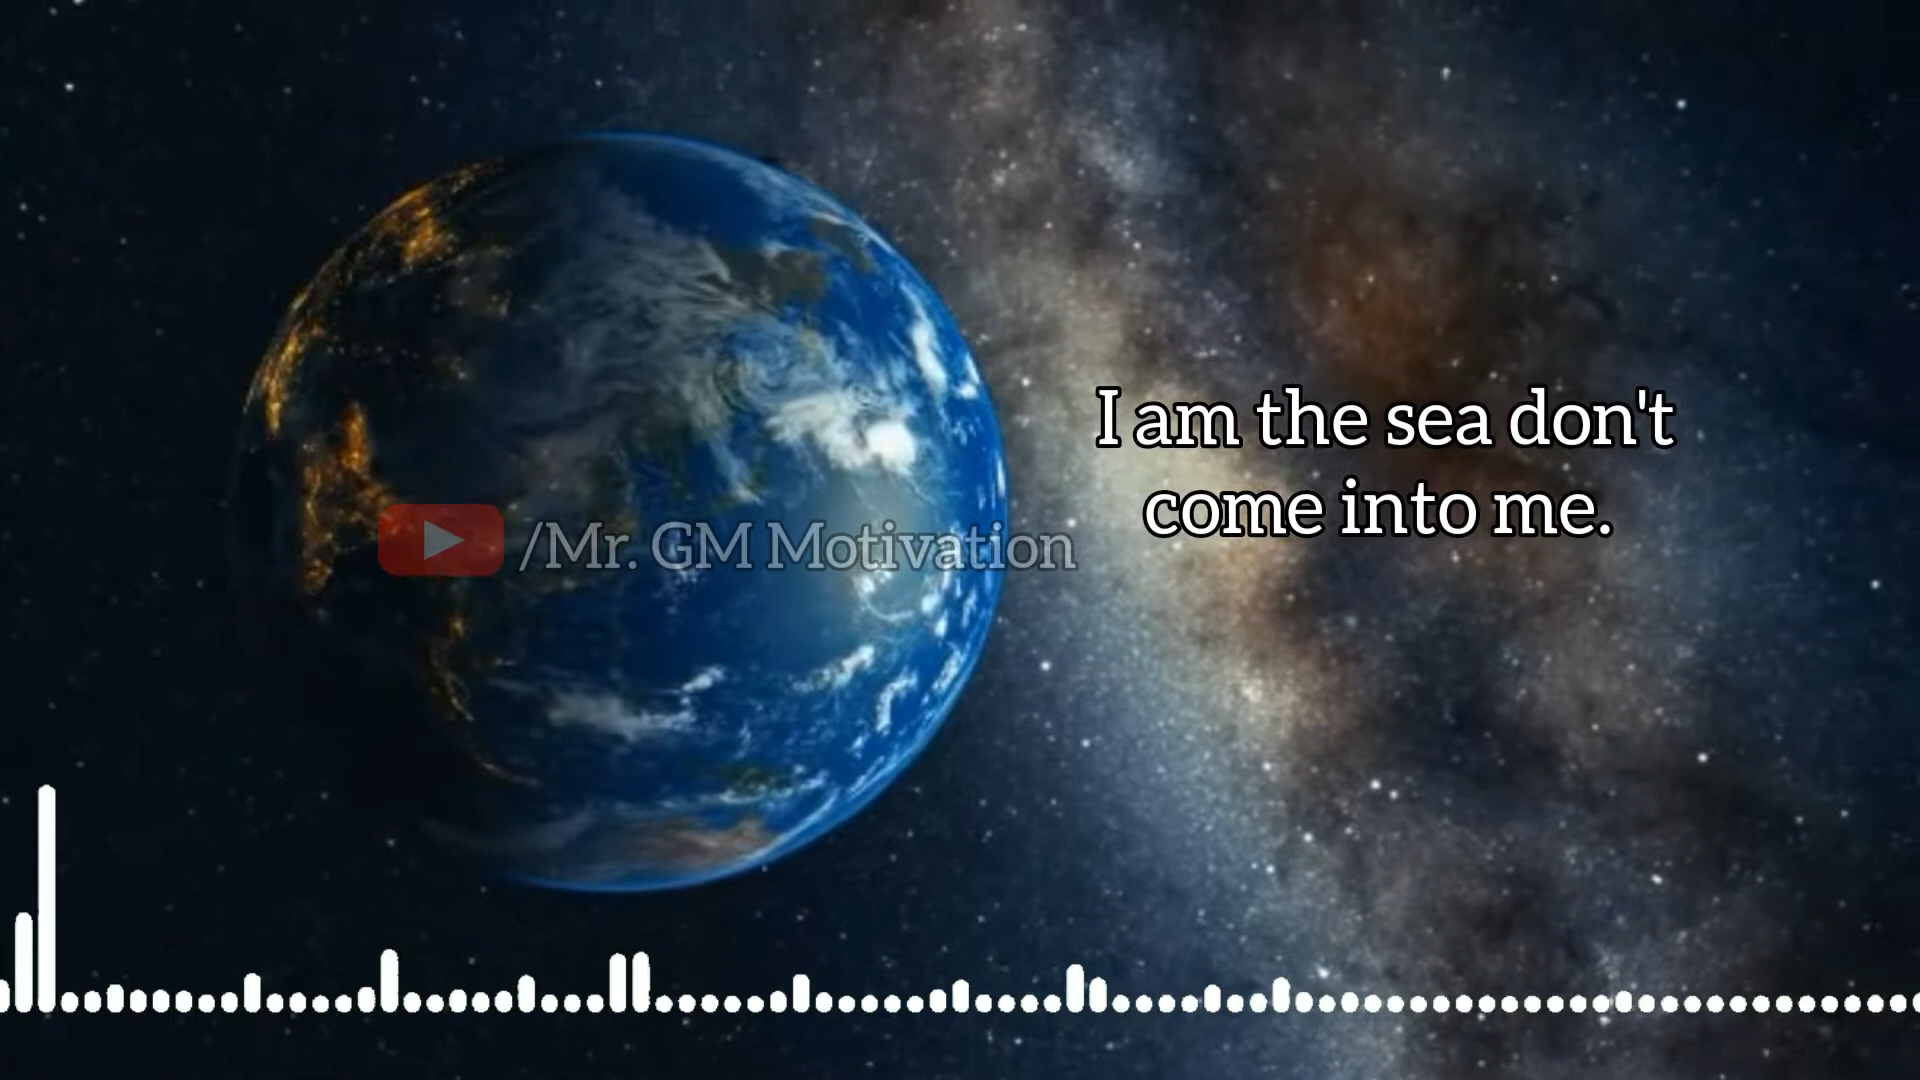 I am the sea don't
come into me.
/Mr. GM Motivation